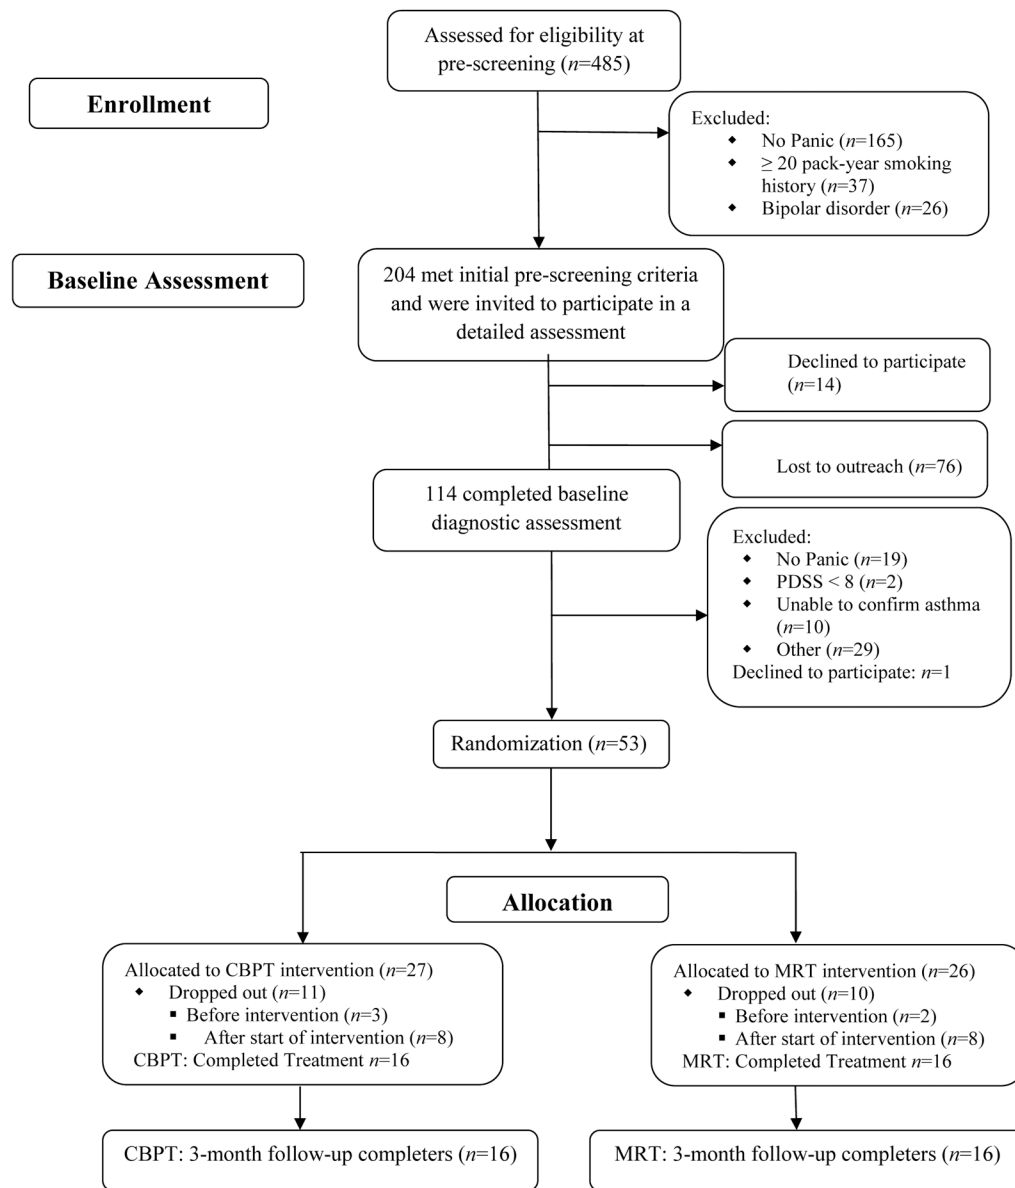 Assessed for eligibility at
pre-screening (n=485)
Enrollment
Excluded:
◆ No Panic (n=165)
◆ ≥ 20 pack-year smoking
history (n=37)
◆ Bipolar disorder (n=26)
Baseline Assessment
204 met initial pre-screening criteria
and were invited to participate in a
detailed assessment
Declined to participate
(n=14)
Lost to outreach (n=76)
114 completed baseline
diagnostic assessment
Excluded:
◆ No Panic (n=19)
◆ PDSS < 8 (n=2)
◆ Unable to confirm asthma
(n=10)
◆ Other (n=29)
Declined to participate: n=1
Randomization (n=53)
Allocation
Allocated to CBPT intervention (n=27)
◆ Dropped out (n=11)
▪ Before intervention (n=3)
▪ After start of intervention (n=8)
CBPT: Completed Treatment n=16
Allocated to MRT intervention (n=26)
◆ Dropped out (n=10)
▪ Before intervention (n=2)
▪ After start of intervention (n=8)
MRT: Completed Treatment n=16
CBPT: 3-month follow-up completers (n=16)
MRT: 3-month follow-up completers (n=16)